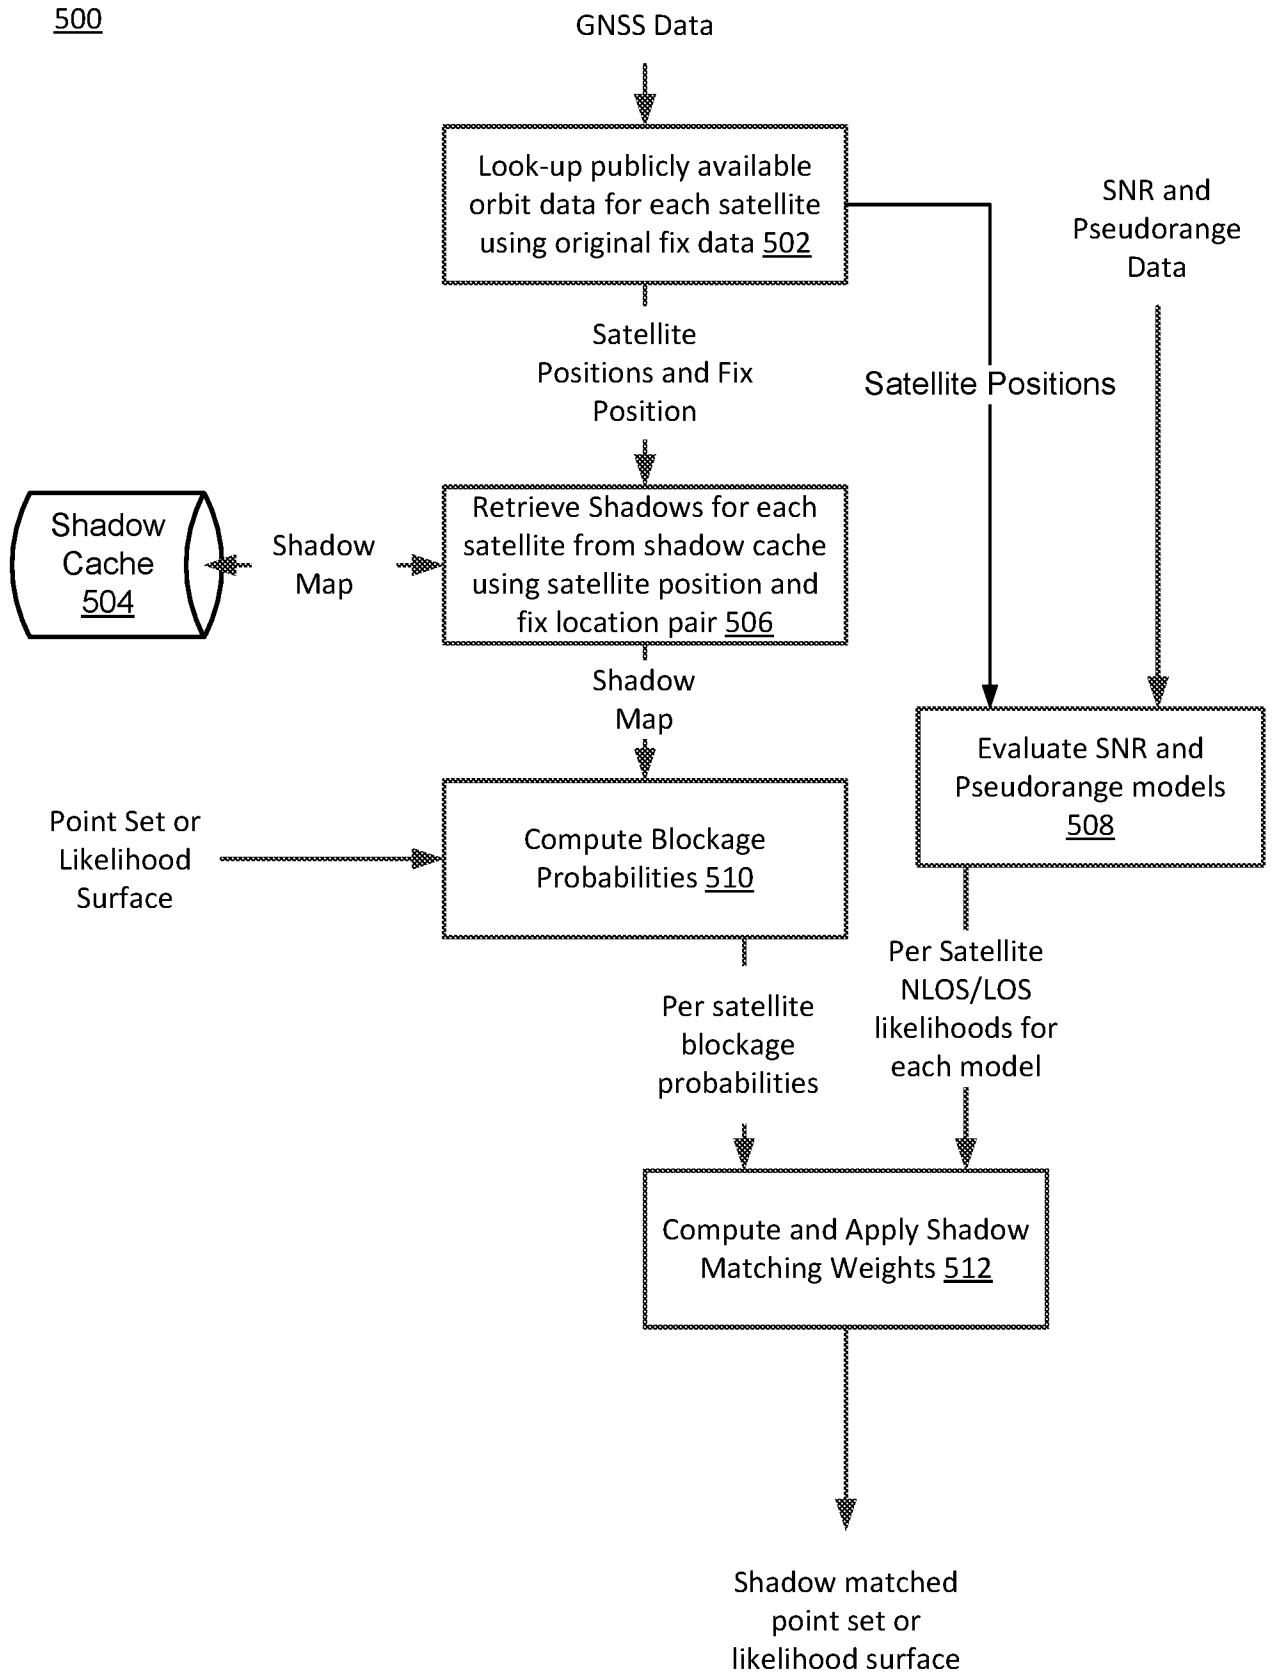 500
GNSS Data
Look-up publicly available
orbit data for each satellite
using original fix data 502
SNR and
Pseudorange
Data
Satellite
Positions and Fix
Position
Satellite Positions
Shadow
Cache
504
Shadow
Map
Retrieve Shadows for each
satellite from shadow cache
using satellite position and
fix location pair 506
Shadow
Map
Evaluate SNR and
Pseudorange models
508
Point Set or
Likelihood
Surface
Compute Blockage
Probabilities 510
Per satellite
blockage
probabilities
Per Satellite
NLOS/LOS
likelihoods for
each model
Compute and Apply Shadow
Matching Weights 512
Shadow matched
point set or
likelihood surface